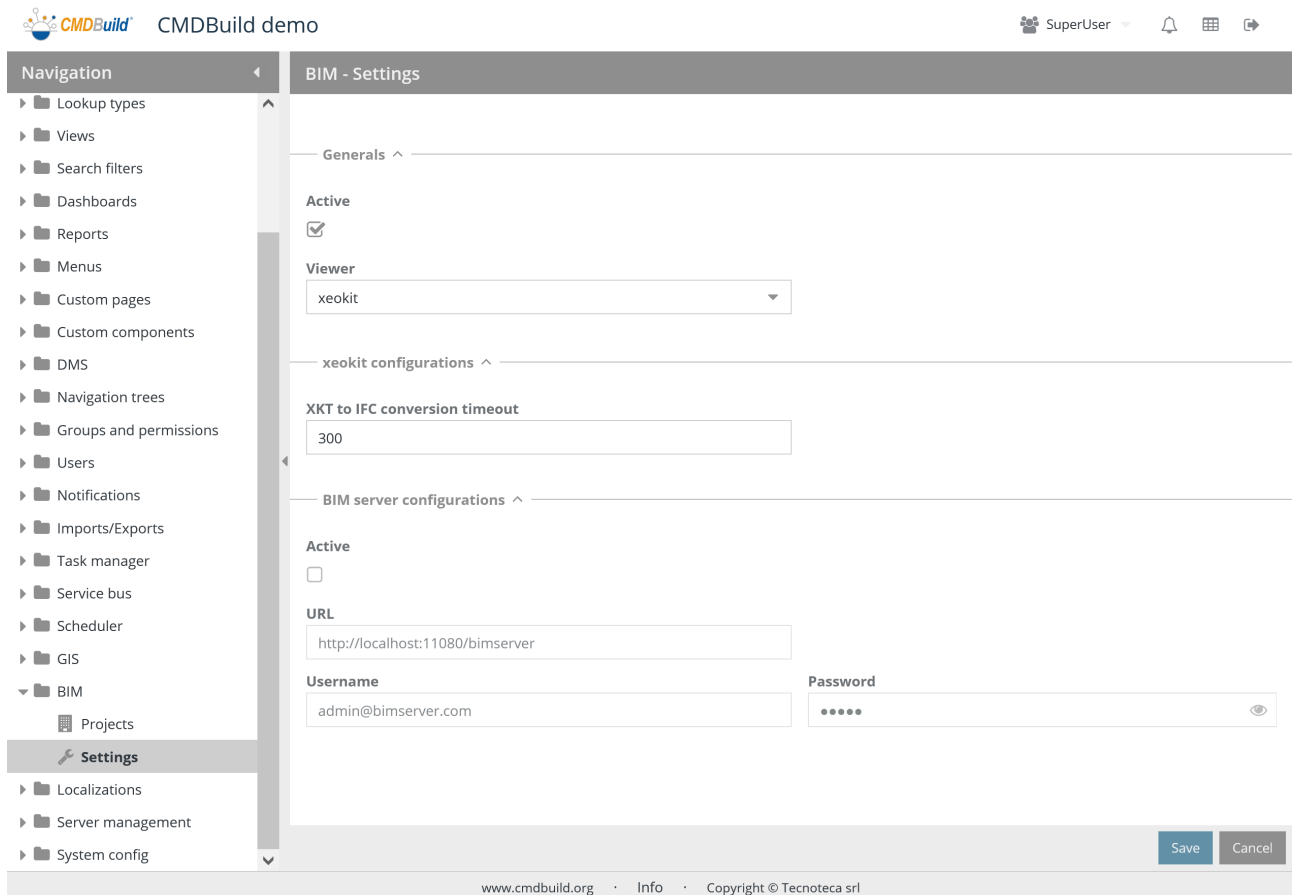 CMDBuild® CMDBuild demo SuperUser
Navigation
Lookup types
Views
Search filters
Dashboards
Reports
Menus
Custom pages
Custom components
DMS
Navigation trees
Groups and permissions
Users
Notifications
Imports/Exports
Task manager
Service bus
Scheduler
GIS
BIM
Projects
Settings
Localizations
Server management
System config
BIM - Settings
Generals
Active
Viewer
xeokit
xeokit configurations
XKT to IFC conversion timeout
300
BIM server configurations
Active
URL
http://localhost:11080/bimserver
Username Password
admin@bimserver.com •••••
Save Cancel
www.cmdbuild.org · Info · Copyright © Tecnoteca srl